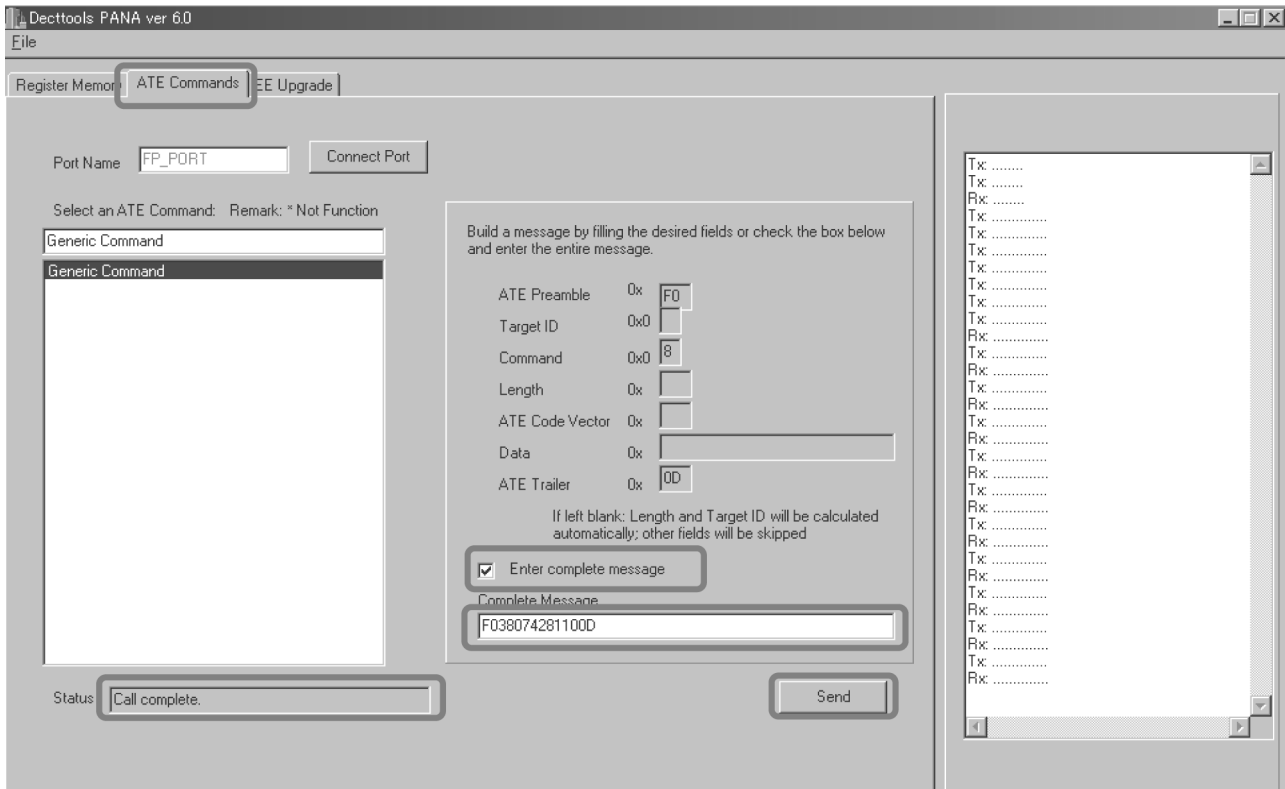 Decttools PANA ver 6.0
File
Register Memory ATE Commands EE Upgrade
Port Name FP_PORT Connect Port
Select an ATE Command: Remark: * Not Function
Generic Command
Generic Command
Build a message by filling the desired fields or check the box below
and enter the entire message.
ATE Preamble 0x F0
Target ID 0x0
Command 0x0 8
Length 0x
ATE Code Vector 0x
Data 0x
ATE Trailer 0x 0D
If left blank: Length and Target ID will be calculated
automatically; other fields will be skipped
Enter complete message
Complete Message
F038074281100D
Status Call complete.
Send
Tx: ........
Tx: ........
Rx: ........
Tx: ..............
Tx: ..............
Tx: ..............
Tx: ..............
Tx: ..............
Tx: ..............
Tx: ..............
Rx: ..............
Tx: ..............
Rx: ..............
Tx: ..............
Rx: ..............
Tx: ..............
Rx: ..............
Tx: ..............
Rx: ..............
Tx: ..............
Rx: ..............
Tx: ..............
Rx: ..............
Tx: ..............
Rx: ..............
Tx: ..............
Rx: ..............
Tx: ..............
Rx: ..............
Tx: ..............
Rx: ..............